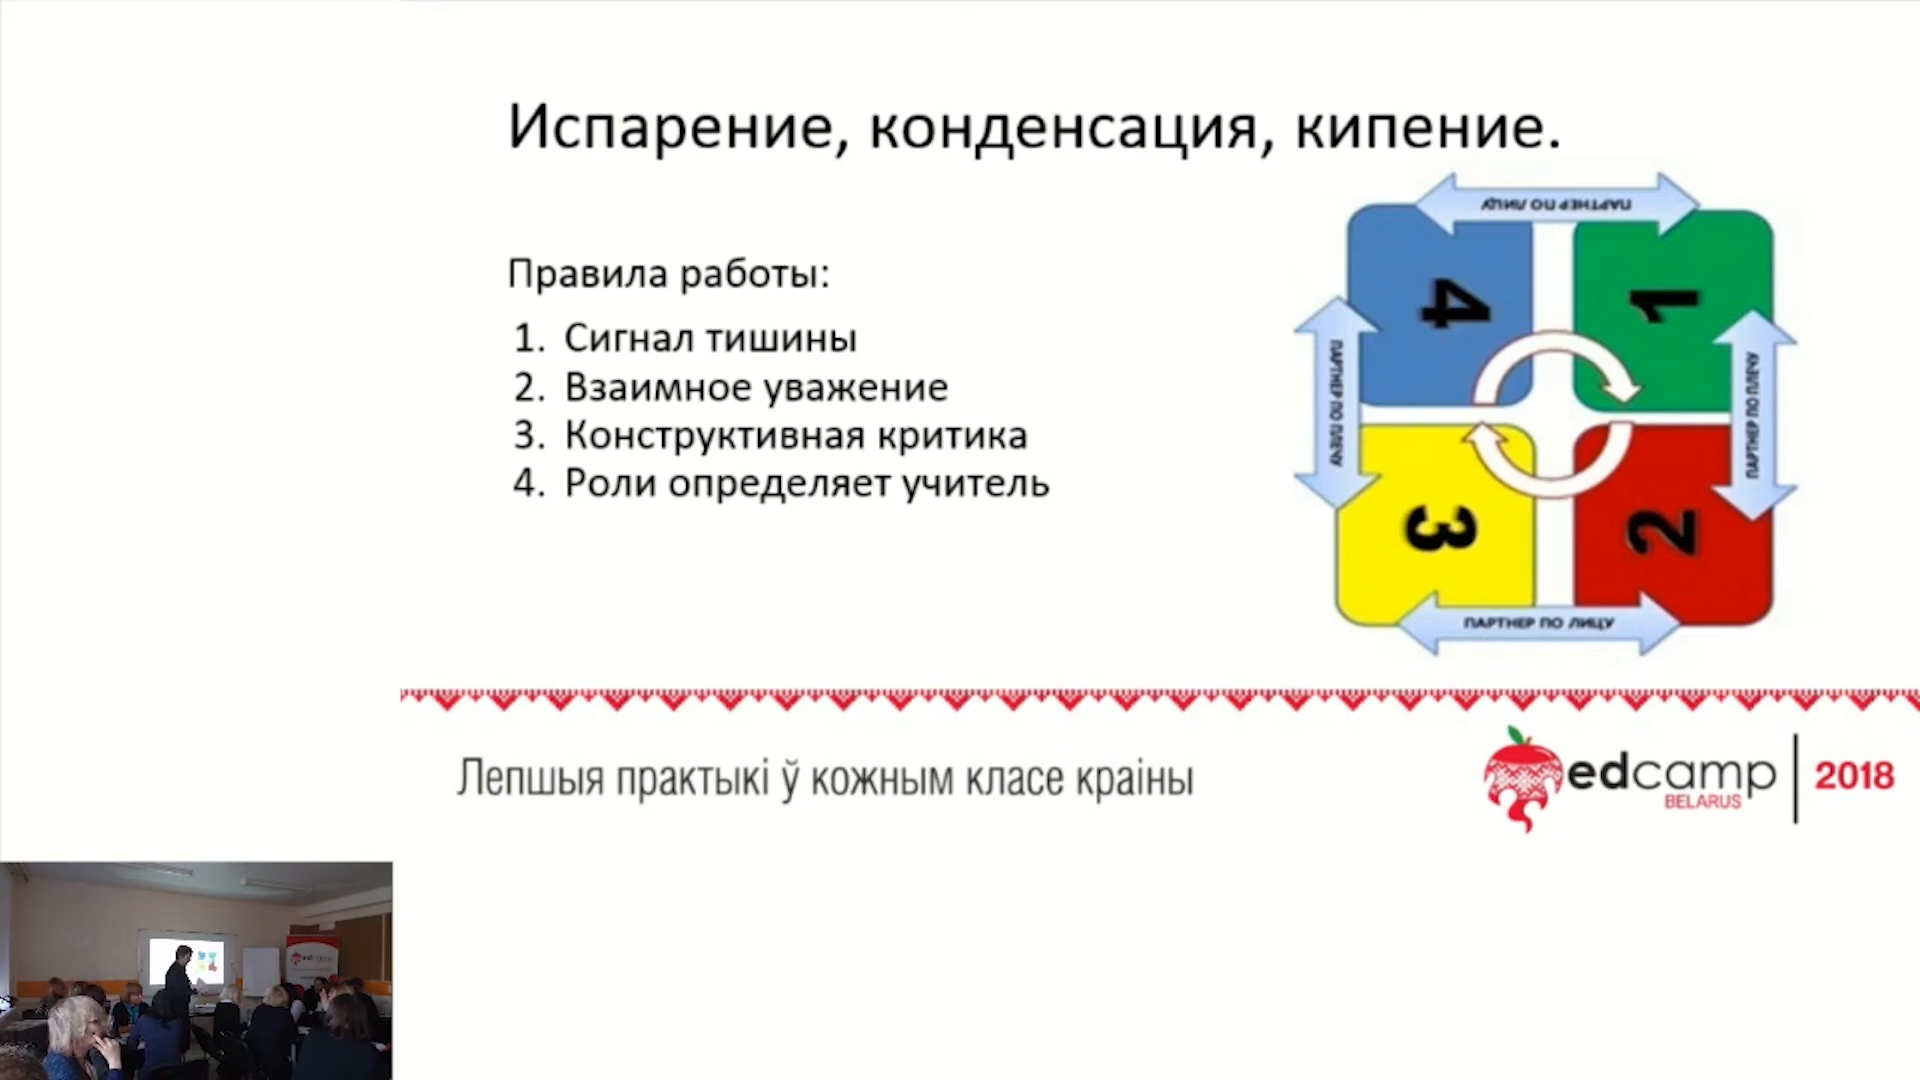 Испарение, конденсация, кипение.
Правила работы:
1. Сигнал тишины
2. Взаимное уважение
3. Конструктивная критика
4. Роли определяет учитель
ПАРТНЕР ПО ЛИЦУ
4
1
ПАРТНЕР ПО ПЛЕЧУ
ПАРТНЕР ПО ПЛЕЧУ
3
2
ПАРТНЕР ПО ЛИЦУ
Лепшыя практыкі ў кожным класе краіны
edcamp
BELARUS
2018